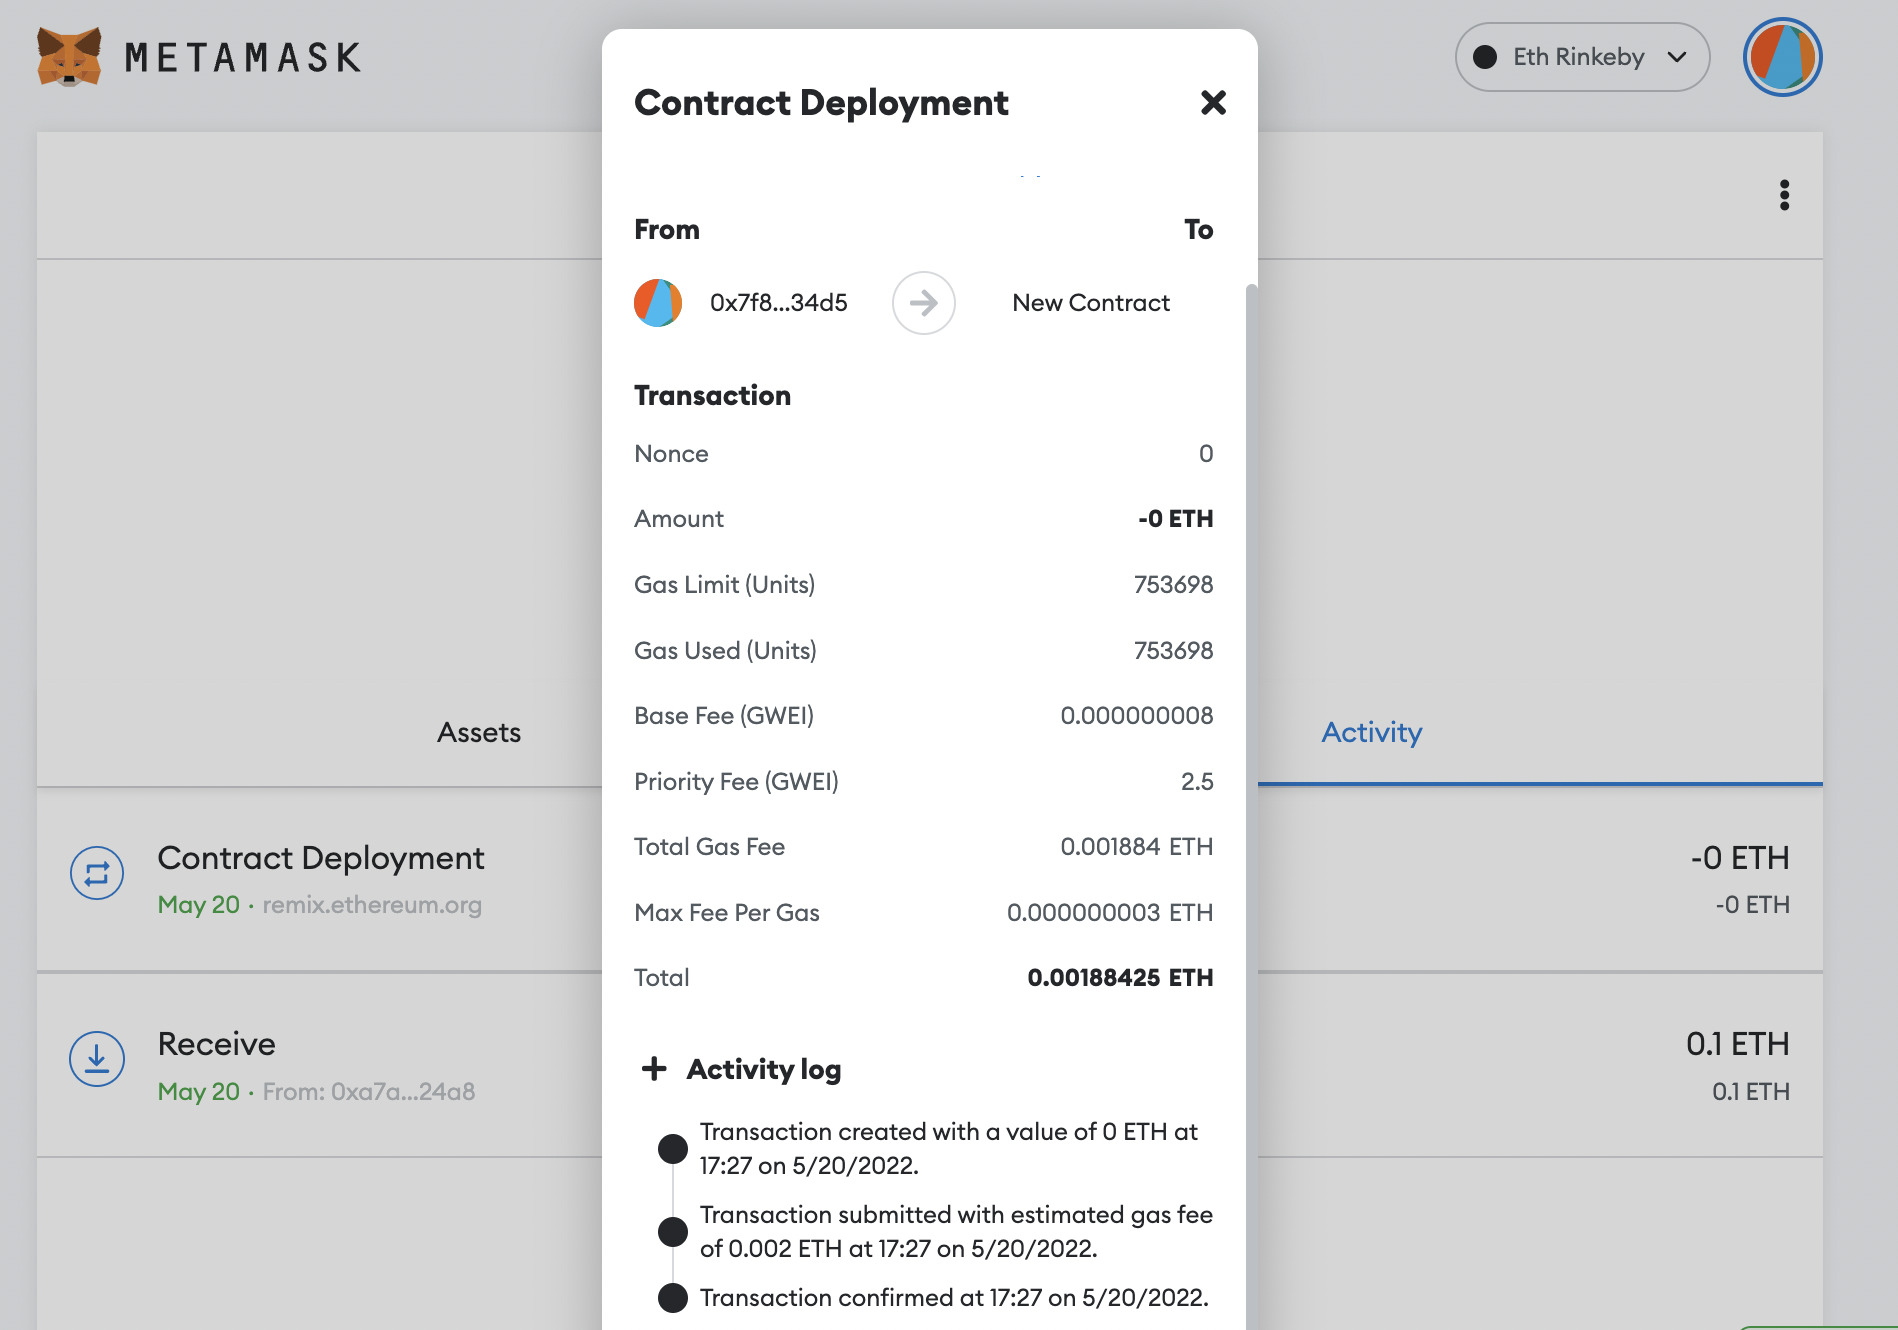 METAMASK
Eth Rinkeby
Contract Deployment
From
To
0x7f8...34d5
New Contract
Transaction
Nonce
0
Amount
-0 ETH
Gas Limit (Units)
753698
Gas Used (Units)
753698
Base Fee (GWEI)
0.000000008
Priority Fee (GWEI)
2.5
Total Gas Fee
0.001884 ETH
Max Fee Per Gas
0.000000003 ETH
Total
0.00188425 ETH
Activity log
Transaction created with a value of 0 ETH at
17:27 on 5/20/2022.
Transaction submitted with estimated gas fee
of 0.002 ETH at 17:27 on 5/20/2022.
Transaction confirmed at 17:27 on 5/20/2022.
Assets
Activity
Contract Deployment
-0 ETH
May 20 · remix.ethereum.org
-0 ETH
Receive
0.1 ETH
May 20 · From: 0xa7a...24a8
0.1 ETH